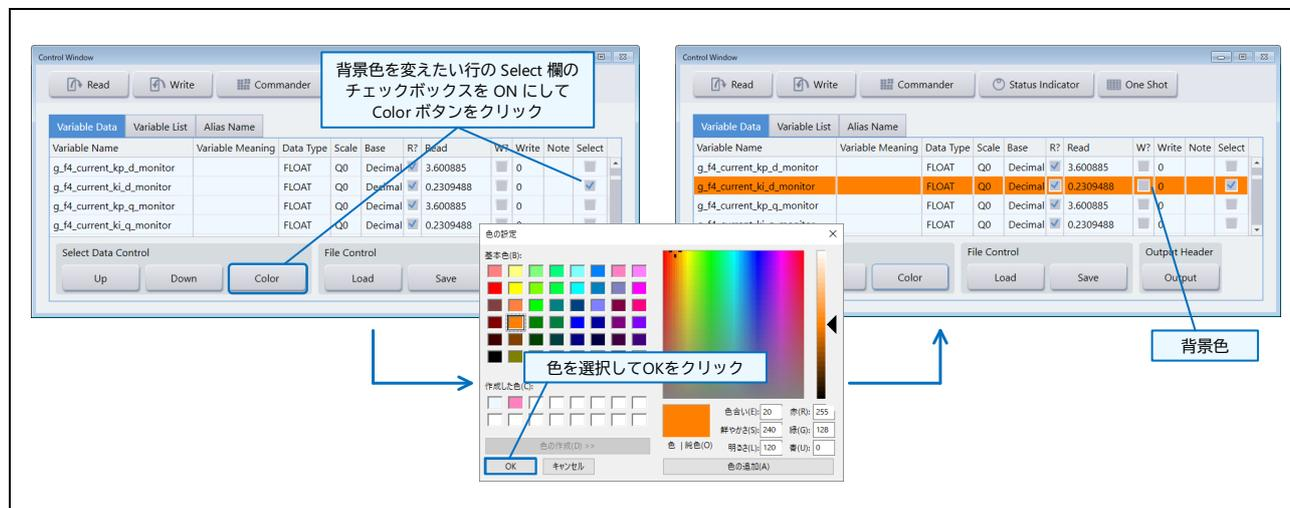 Control Window
Read Write Commander
背景色を変えたい行の Select 欄の
チェックボックスを ON にして
Color ボタンをクリック
Variable Data Variable List Alias Name
Variable Name Variable Meaning Data Type Scale Base R? Read W? Write Note Select
g_f4_current_kp_d_monitor FLOAT Q0 Decimal 3.600885 0
g_f4_current_ki_d_monitor FLOAT Q0 Decimal 0.2309488 0
g_f4_current_kp_q_monitor FLOAT Q0 Decimal 3.600885 0
g_f4_current_ki_q_monitor FLOAT Q0 Decimal 0.2309488 0
Select Data Control File Control
Up Down Color Load Save
Control Window
Read Write Commander Status Indicator One Shot
Variable Data Variable List Alias Name
Variable Name Variable Meaning Data Type Scale Base R? Read W? Write Note Select
g_f4_current_kp_d_monitor FLOAT Q0 Decimal 3.600885 0
g_f4_current_ki_d_monitor FLOAT Q0 Decimal 0.2309488 0
g_f4_current_kp_q_monitor FLOAT Q0 Decimal 3.600885 0
FLOAT Q0 Decimal 0.2309488 0
File Control Output Header
Color Load Save Output
背景色
色の設定
基本色(B):
色を選択してOKをクリック
作成した色(C):
色の作成(D) >>
OK キャンセル
色 | 純色(O)
色合い(E): 20 赤(R): 255
鮮やかさ(S): 240 緑(G): 128
明るさ(L): 120 青(U): 0
色の追加(A)